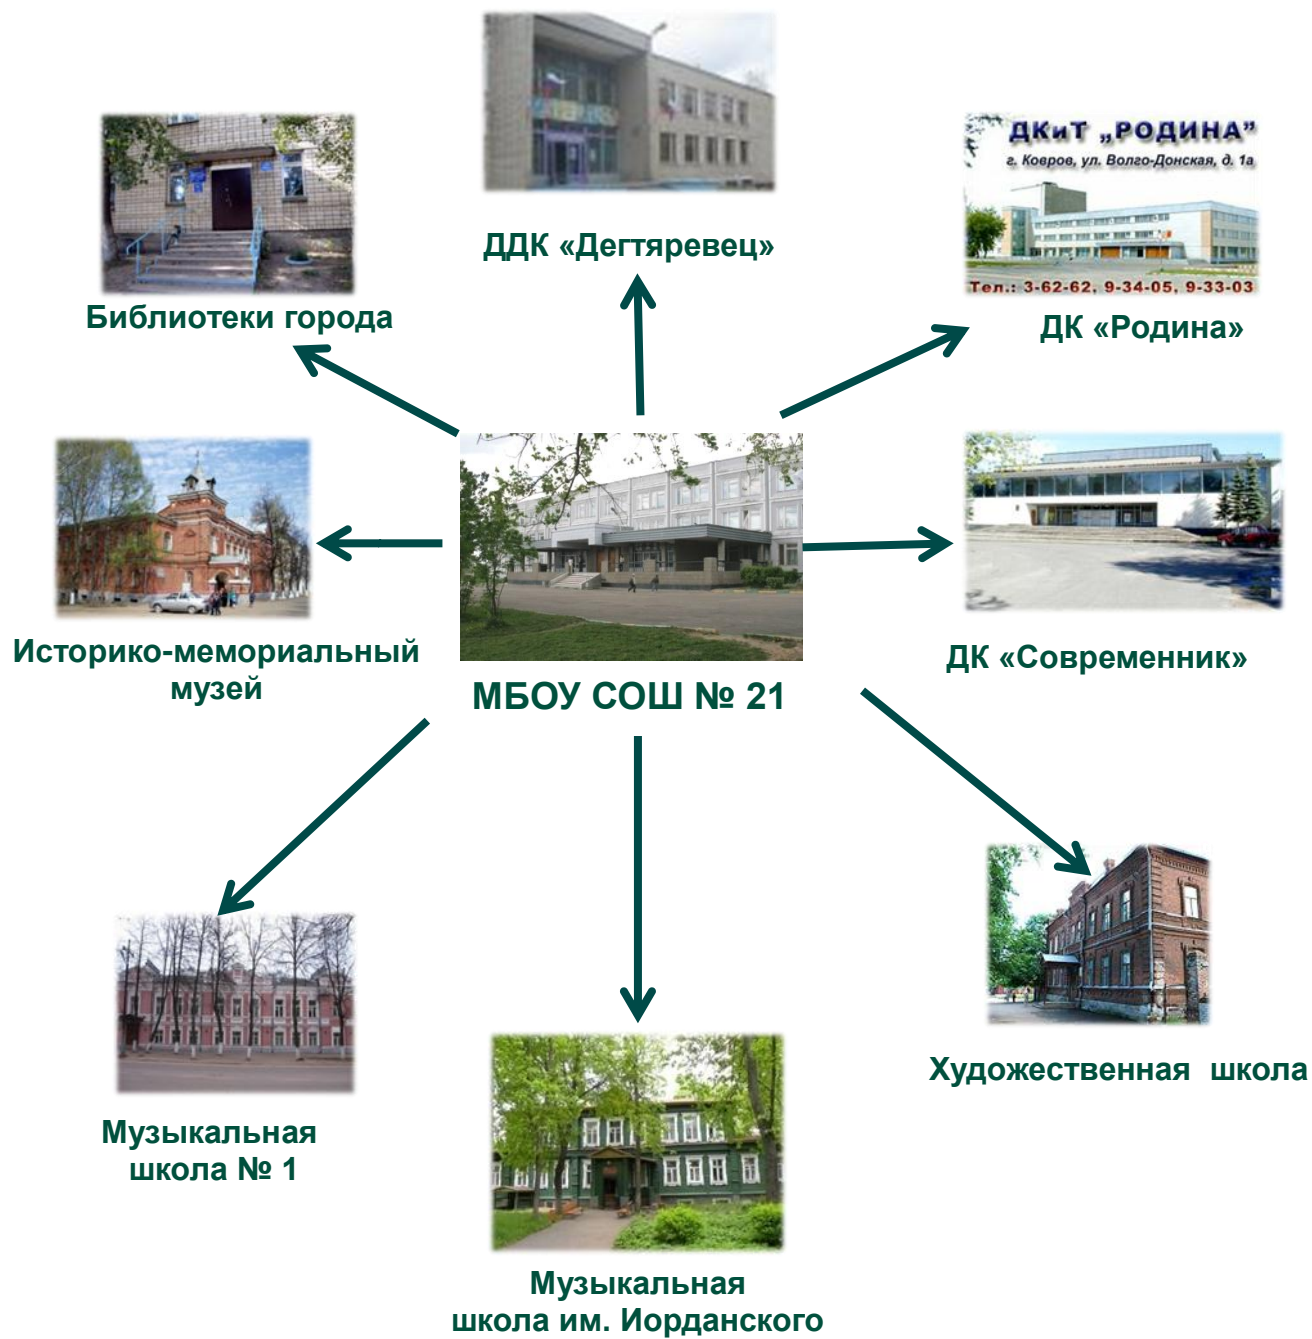 ДКиТ „РОДИНА”
г. Ковров, ул. Волго-Донская, д. 1а
Тел.: 3-62-62, 9-34-05, 9-33-03
ДДК «Дегтяревец»
Библиотеки города
ДК «Родина»
Историко-мемориальный
музей
МБОУ СОШ № 21
ДК «Современник»
Художественная школа
Музыкальная
школа № 1
Музыкальная
школа им. Иорданского